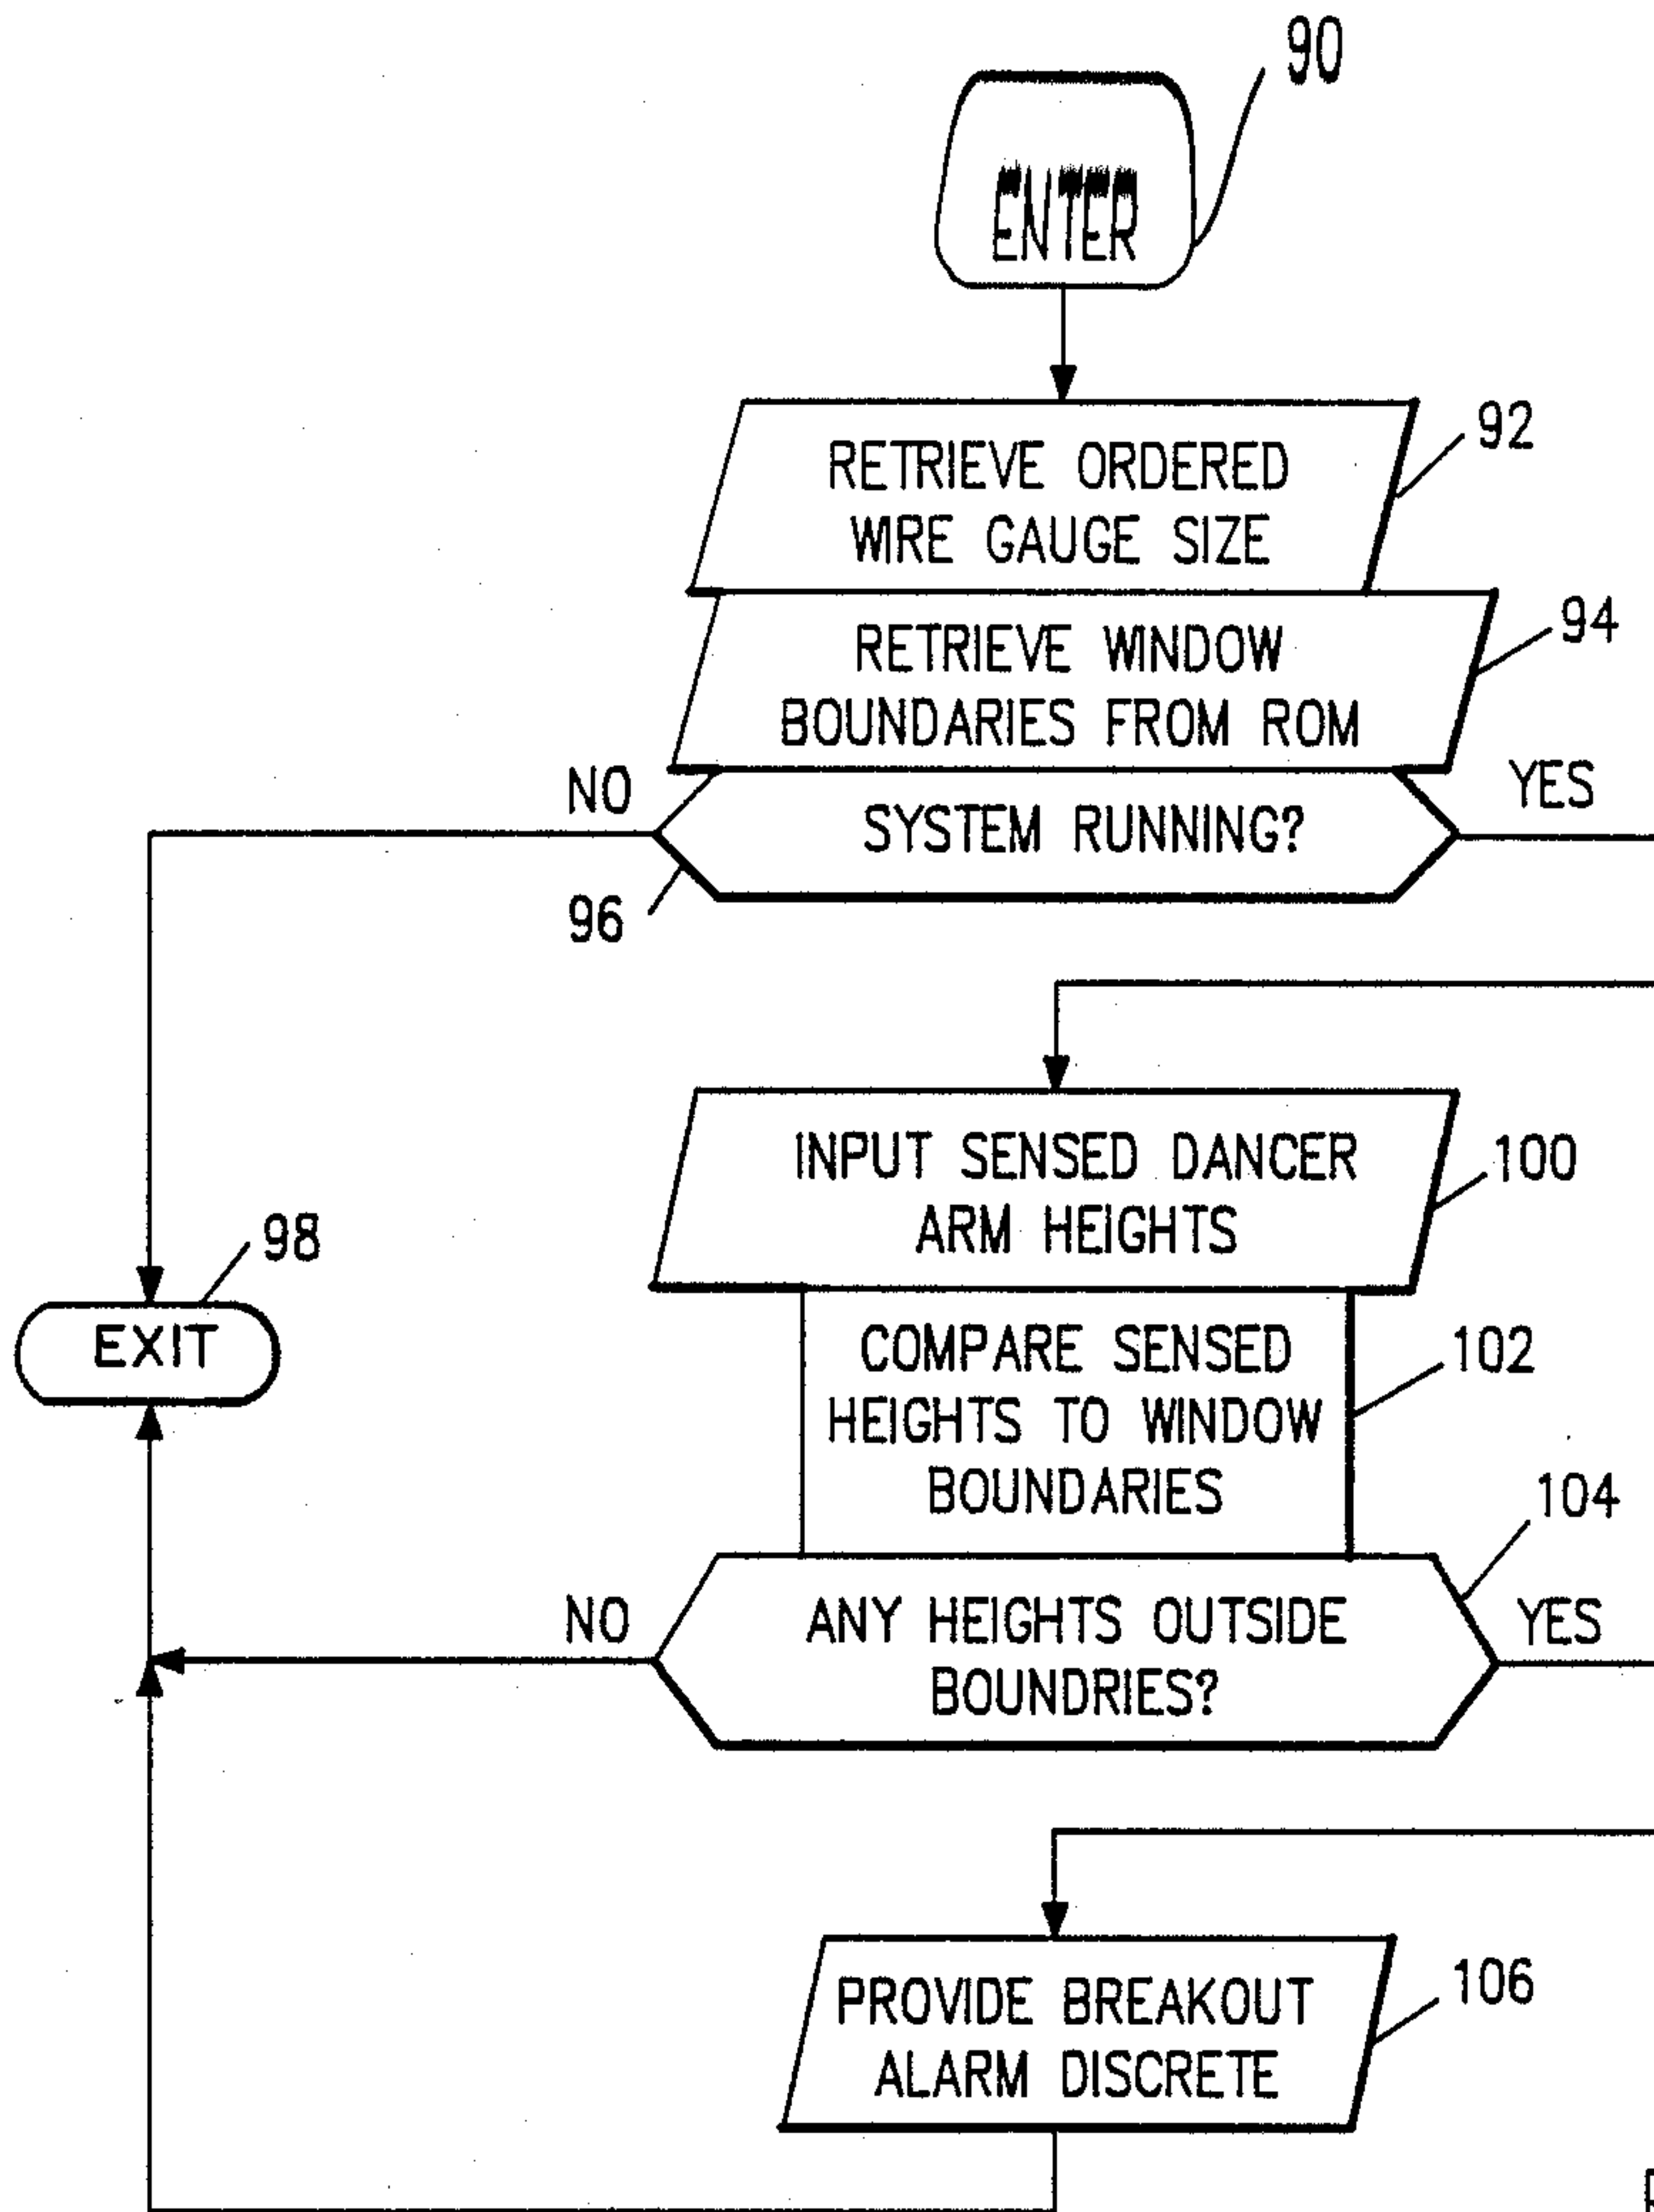 90
ENTER
92
RETRIEVE ORDERED
WIRE GAUGE SIZE
94
RETRIEVE WINDOW
BOUNDARIES FROM ROM
NO
YES
SYSTEM RUNNING?
96
INPUT SENSED DANCER
ARM HEIGHTS
100
98
EXIT
COMPARE SENSED
HEIGHTS TO WINDOW
BOUNDARIES
102
104
NO
ANY HEIGHTS OUTSIDE
BOUNDRIES?
YES
PROVIDE BREAKOUT
ALARM DISCRETE
106